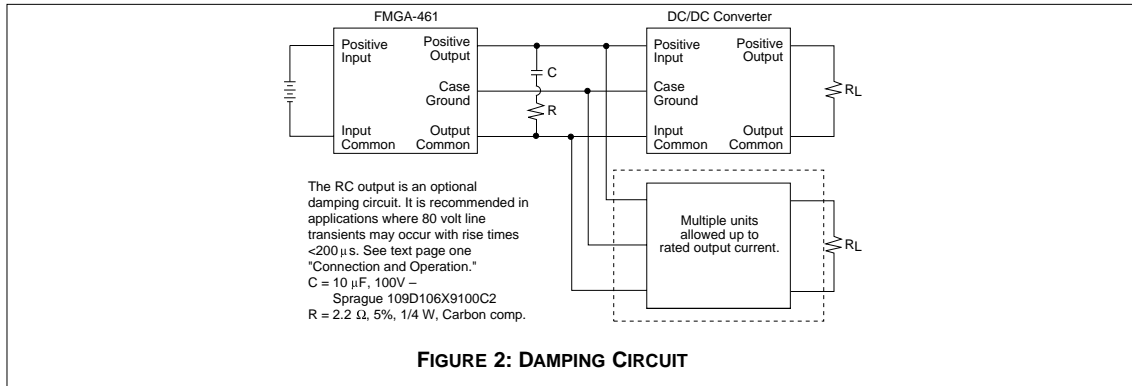 FMGA-461
DC/DC Converter
Positive Input
Positive Output
Case Ground
Input Common
Output Common
C
R
Positive Input
Case Ground
Input Common
Positive Output
Output Common
RL
The RC output is an optional
damping circuit. It is recommended in
applications where 80 volt line
transients may occur with rise times
<200 μs. See text page one
"Connection and Operation."
C = 10 μF, 100V –
Sprague 109D106X9100C2
R = 2.2 Ω, 5%, 1/4 W, Carbon comp.
Multiple units
allowed up to
rated output current.
RL
FIGURE 2: DAMPING CIRCUIT